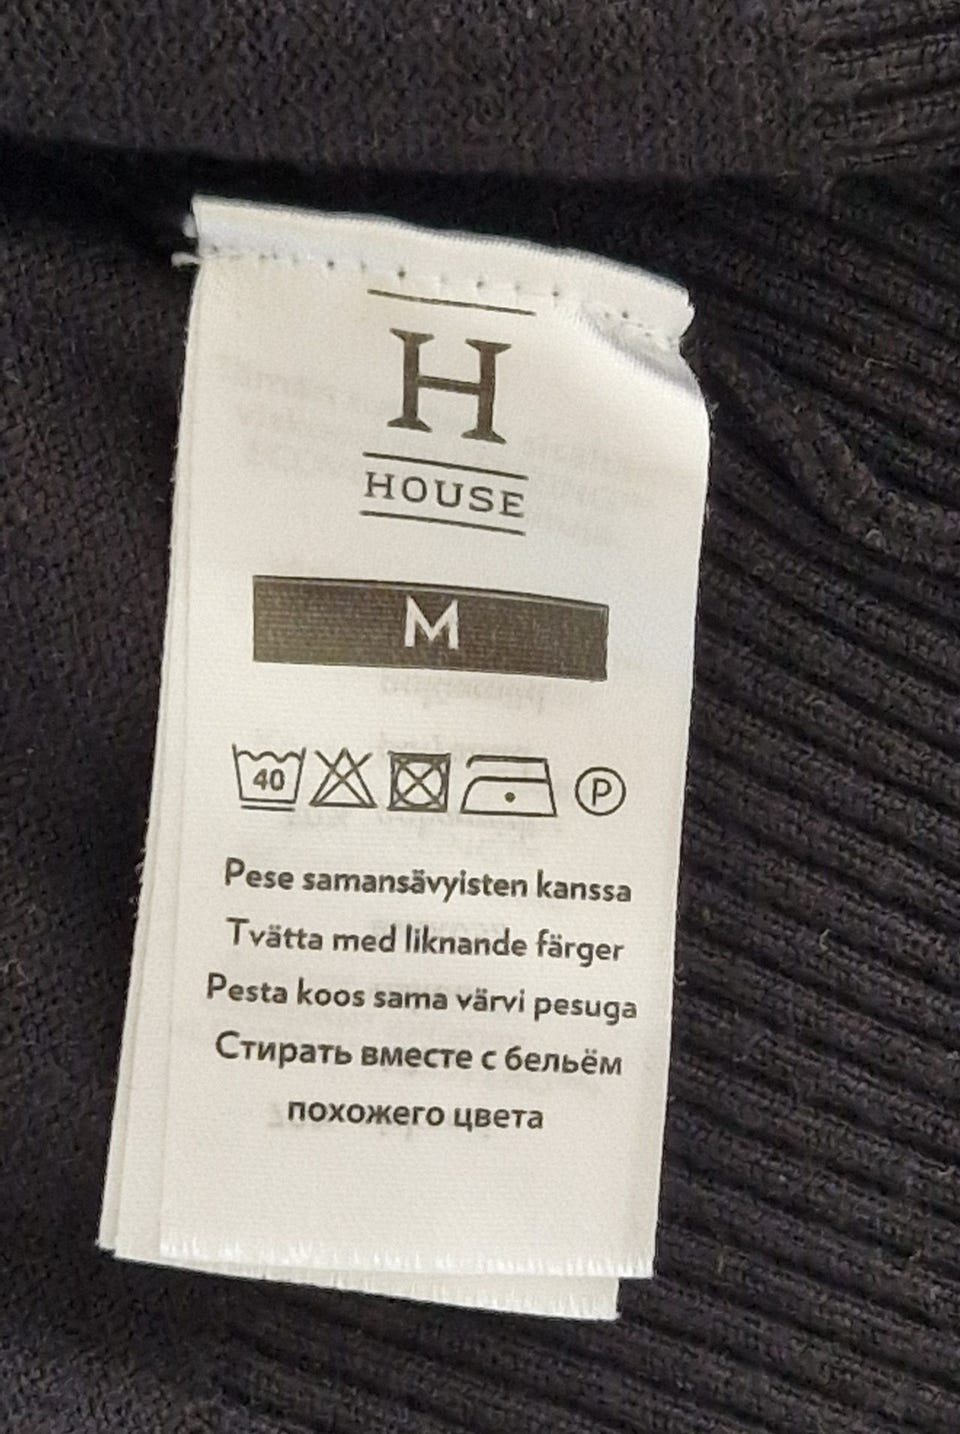 H
HOUSE
M
40 P
Pese samansävyisten kanssa
Tvätta med liknande färger
Pesta koos sama värvi pesuga
Стирать вместе с бельём
похожего цвета